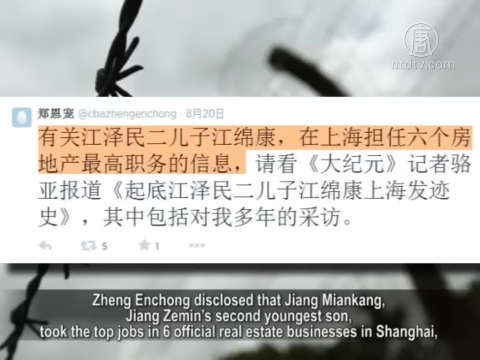 唐
ntdtv.com
郑恩宠 @cbazhengenchong · 8月20日
有关江泽民二儿子江绵康，在上海担任六个房
地产最高职务的信息，请看《大纪元》记者骆
亚报道《起底江泽民二儿子江绵康上海发迹
史》，其中包括对我多年的采访。
5
1
Zheng Enchong disclosed that Jiang Miankang,
Jiang Zemin's second youngest son,
took the top jobs in 6 official real estate businesses in Shanghai,